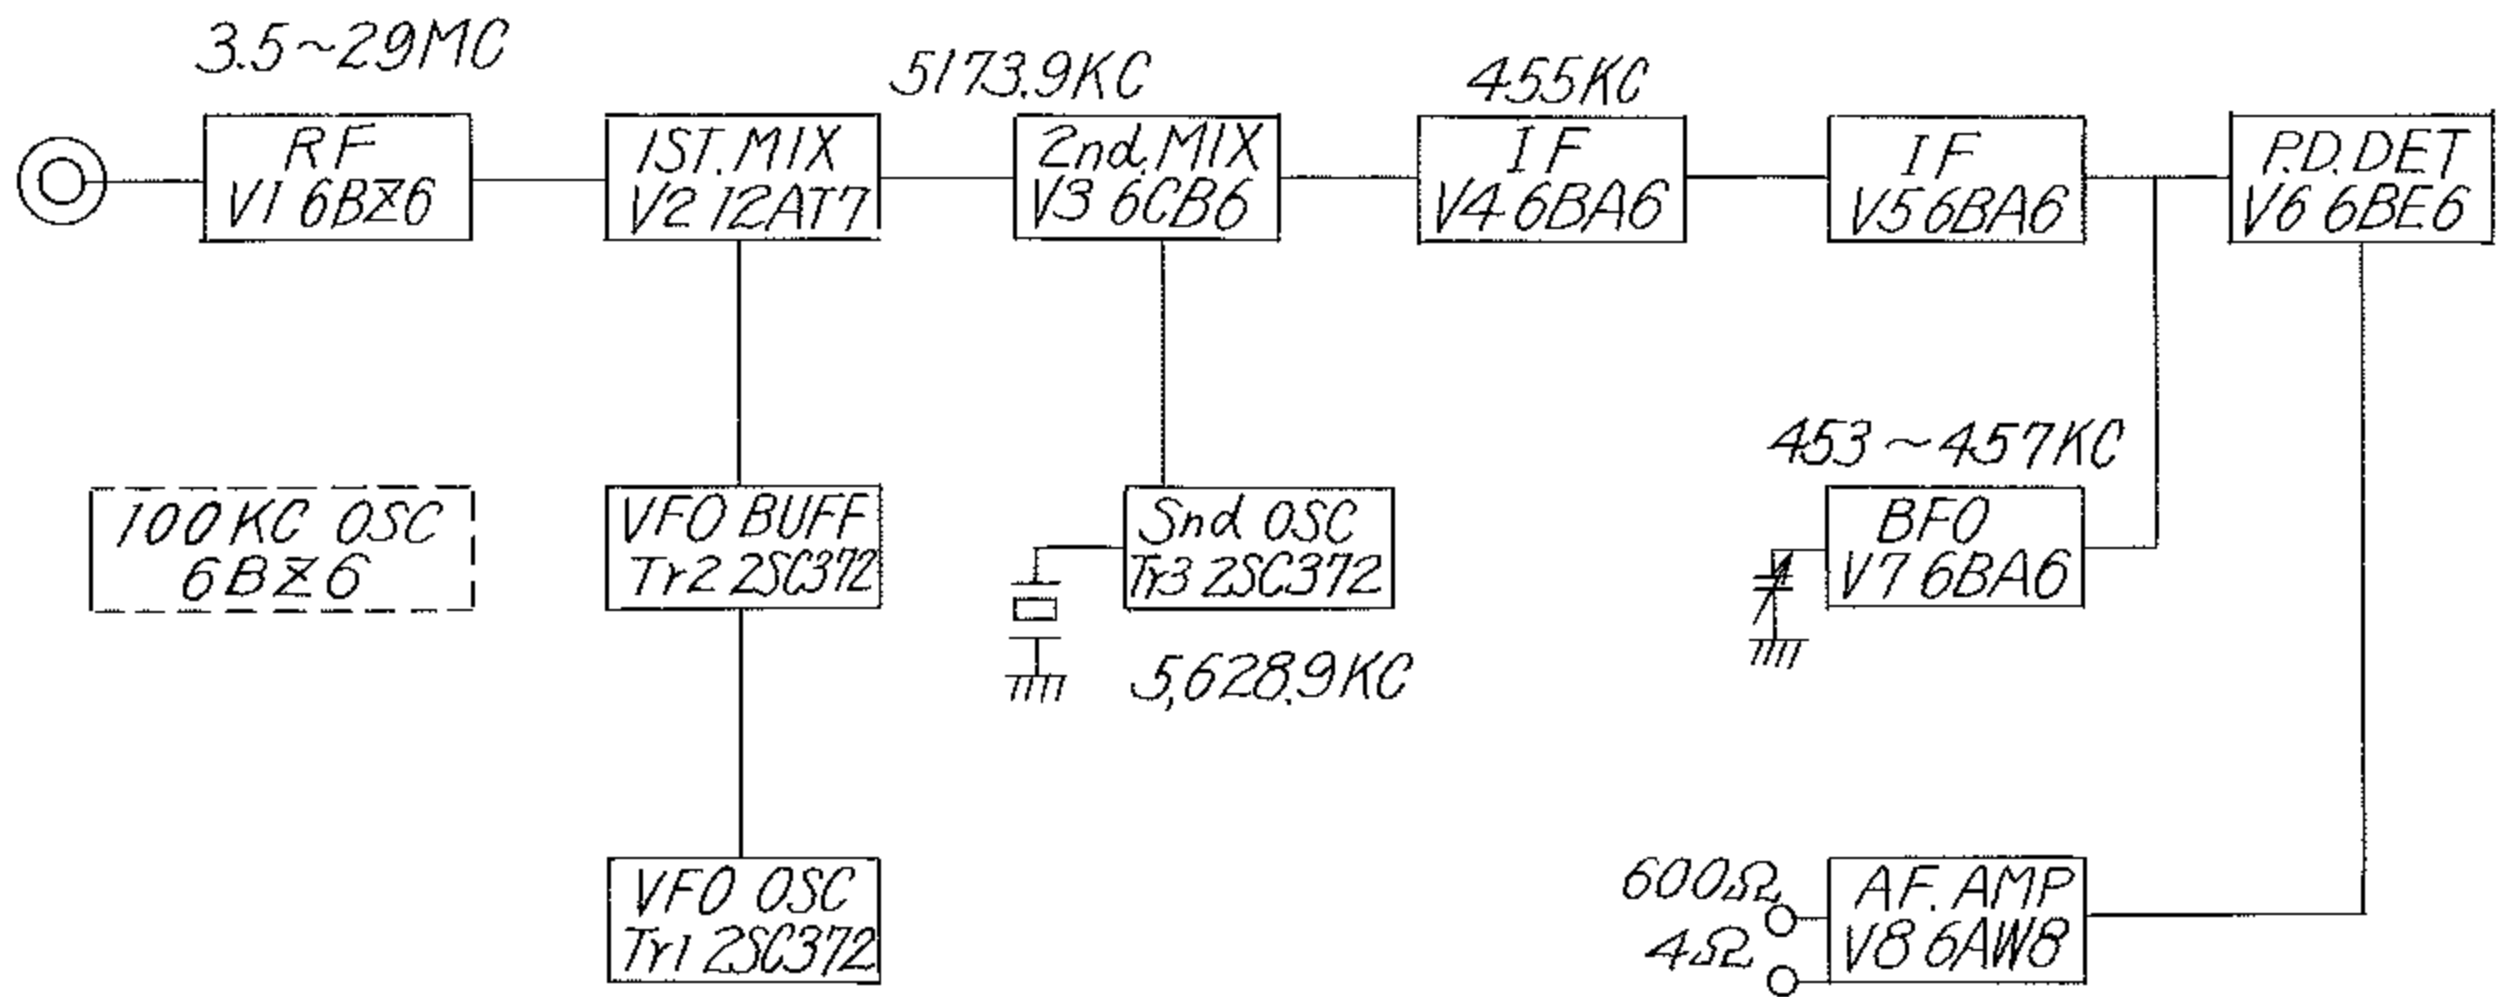 3.5~29MC
5173.9KC
455KC
RF
V1 6BZ6
1ST.MIX
V2 12AT7
2nd.MIX
V3 6CB6
IF
V4 6BA6
IF
V5 6BA6
P.D.DET
V6 6BE6
453~457KC
100KC OSC
6BZ6
VFO BUFF
Tr2 2SC372
Snd OSC
Tr3 2SC372
BFO
V7 6BA6
5,628.9KC
VFO OSC
Tr1 2SC372
600Ω
4Ω
AF.AMP
V8 6AW8